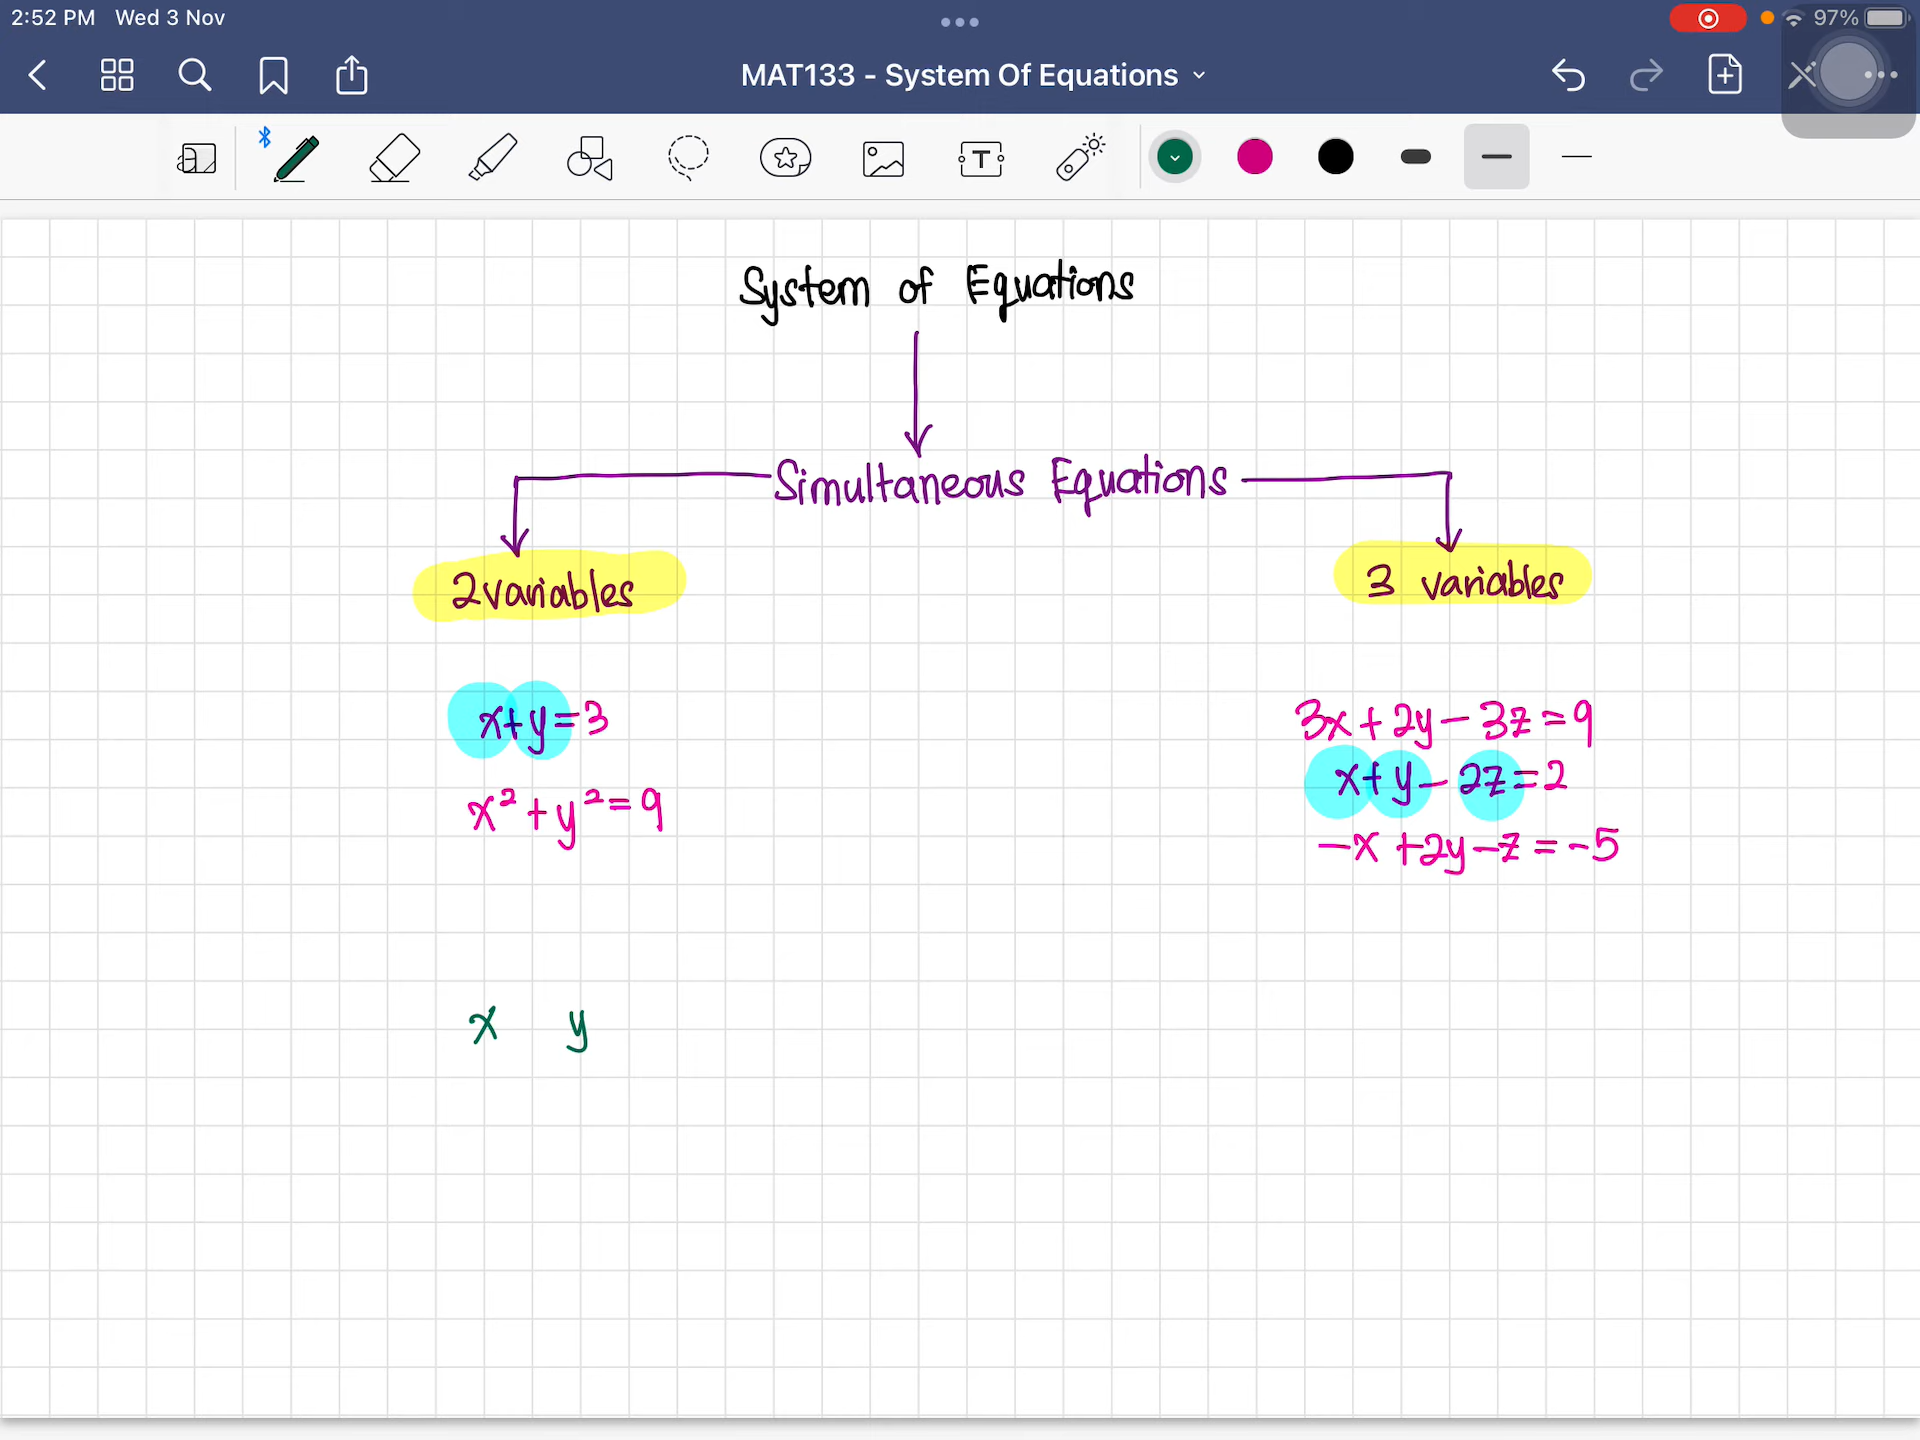 2:52 PM Wed 3 Nov
97%
MAT133 - System Of Equations
System of Equations
Simultaneous Equations
2variables
3 variables
x+y=3
x²+y²=9
3x+2y-3z=9
x+y-2z=2
-x+2y-z=-5
x y